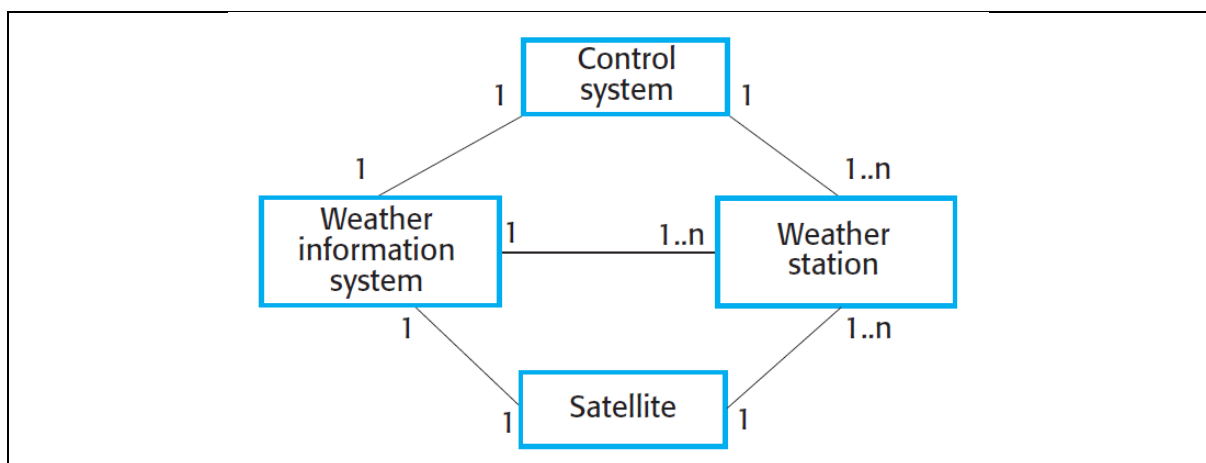 Control
system
1
1
1
1..n
Weather
information
system
1
1..n
Weather
station
1
1..n
1
Satellite
1